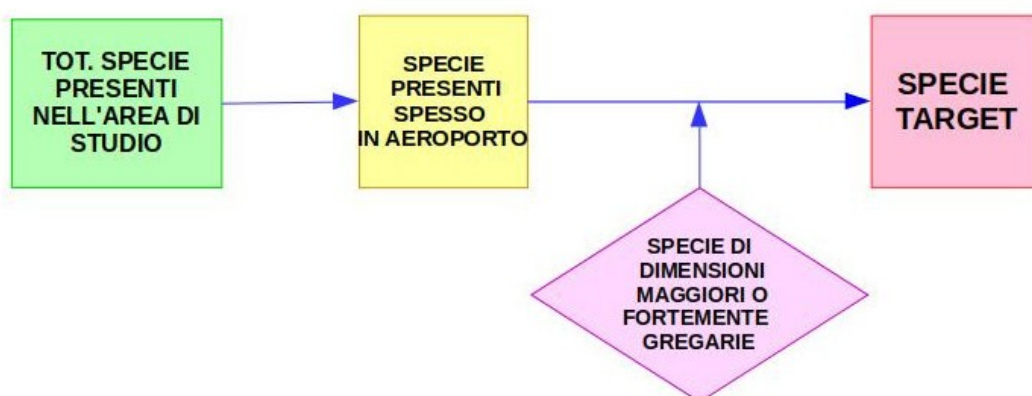 TOT. SPECIE
PRESENTI
NELL'AREA DI
STUDIO
SPECIE
PRESENTI
SPESSO
IN AEROPORTO
SPECIE
TARGET
SPECIE DI
DIMENSIONI
MAGGIORI O
FORTEMENTE
GREGARIE